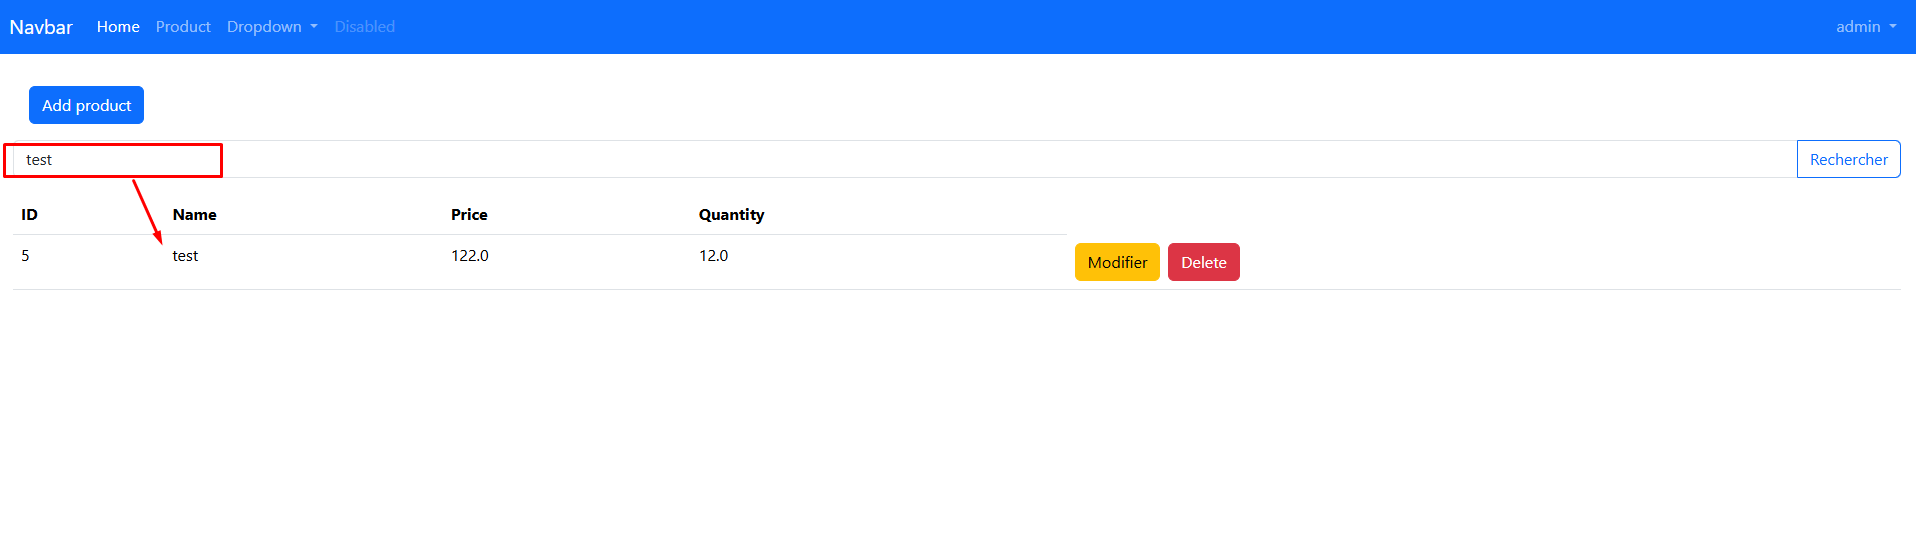 Navbar Home Product Dropdown Disabled admin
Add product
test Rechercher
ID Name Price Quantity
5 test 122.0 12.0 Modifier Delete